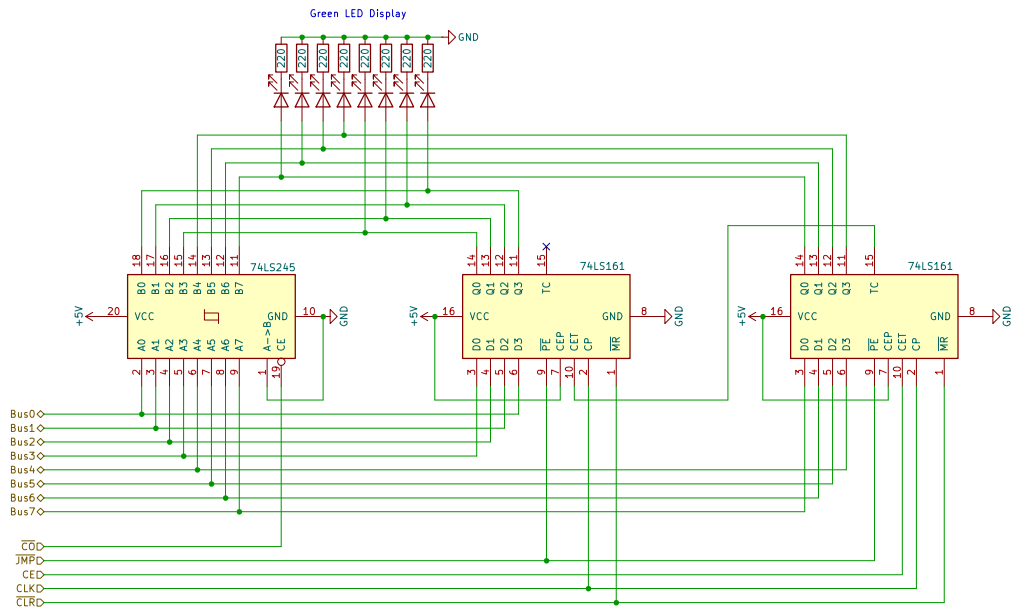 Green LED Display
GND
220 220 220 220 220 220 220 220
18 17 16 15 14 13 12 11
74LS245
B0 B1 B2 B3 B4 B5 B6 B7
+5V 20 VCC GND 10 GND
A0 A1 A2 A3 A4 A5 A6 A7 A->B CE
2 3 4 5 6 7 8 9 1 19
14 13 12 11 15
74LS161
Q0 Q1 Q2 Q3 TC
+5V 16 VCC GND 8 GND
D0 D1 D2 D3 PE CEP CET CP MR
3 4 5 6 9 7 10 2 1
14 13 12 11 15
74LS161
Q0 Q1 Q2 Q3 TC
+5V 16 VCC GND 8 GND
D0 D1 D2 D3 PE CEP CET CP MR
3 4 5 6 9 7 10 2 1
Bus0
Bus1
Bus2
Bus3
Bus4
Bus5
Bus6
Bus7
CO
JMP
CE
CLK
CLR